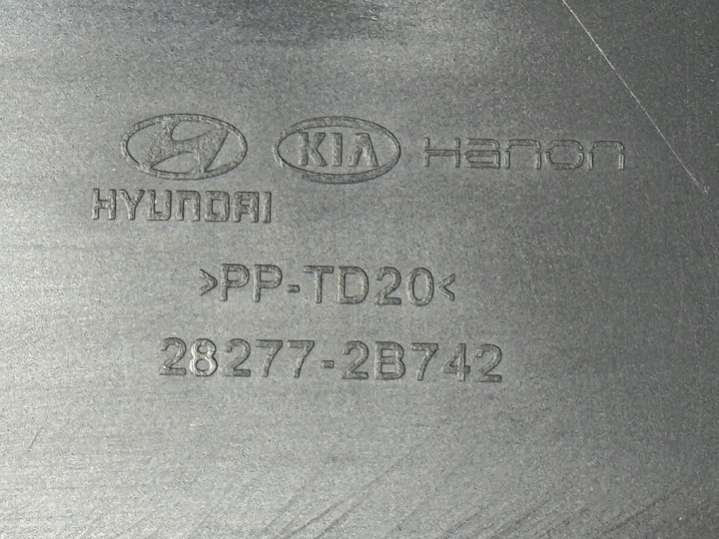 KIA Hanon
HYUNDAI
>PP-TD20<
28277-2B742